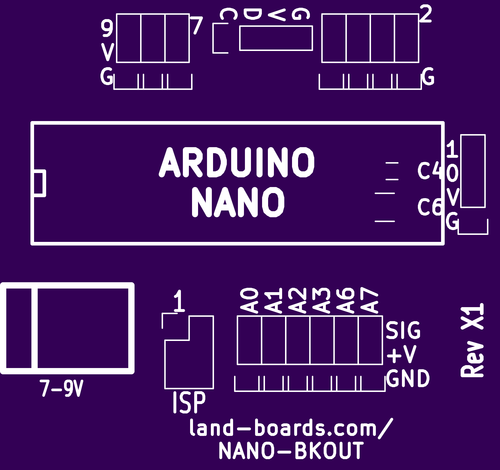 9
V
G
7
C
D
V
G
2
G
ARDUINO
NANO
C4
C6
1
0
V
G
7-9V
1
ISP
A0
A1
A2
A3
A6
A7
SIG
+V
GND
Rev X1
land-boards.com/
NANO-BKOUT